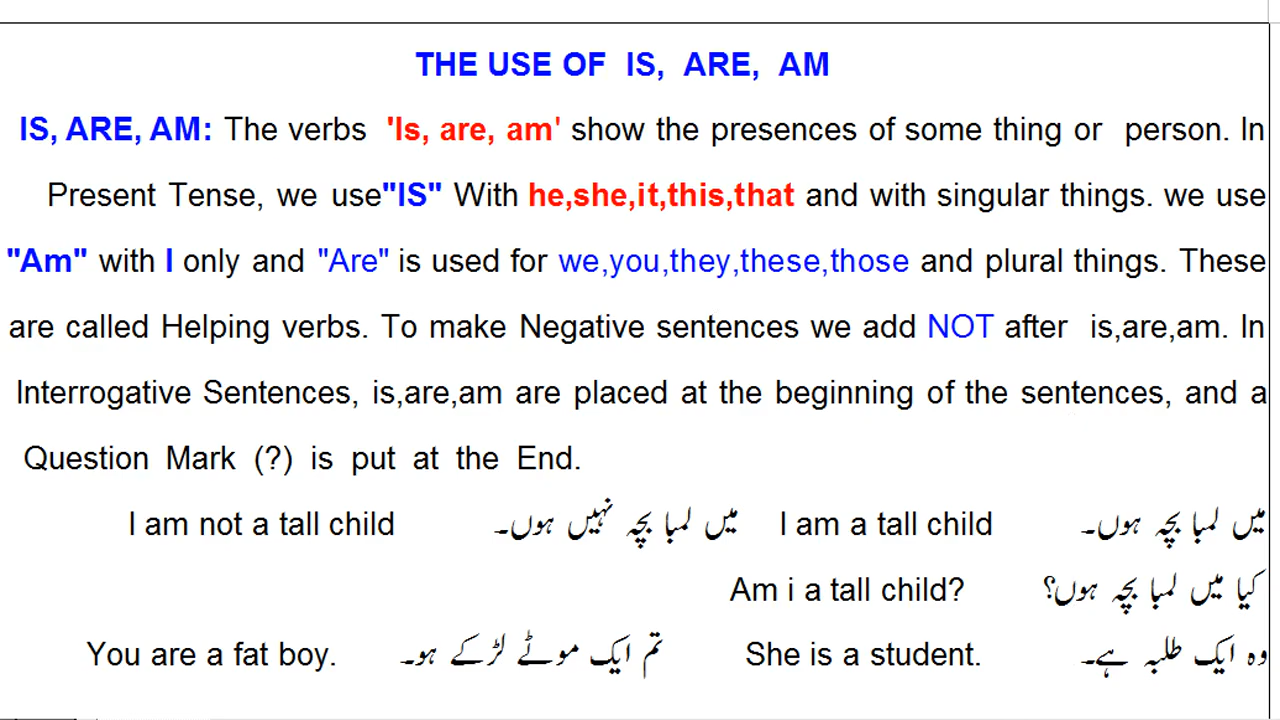 THE USE OF IS, ARE, AM
IS, ARE, AM: The verbs 'Is, are, am' show the presences of some thing or person. In
Present Tense, we use"IS" With he,she,it,this,that and with singular things. we use
"Am" with I only and "Are" is used for we,you,they,these,those and plural things. These
are called Helping verbs. To make Negative sentences we add NOT after is,are,am. In
Interrogative Sentences, is,are,am are placed at the beginning of the sentences, and a
Question Mark (?) is put at the End.
میں لمبا بچہ ہوں۔ I am a tall child میں لمبا بچہ نہیں ہوں۔ I am not a tall child
کیا میں لمبا بچہ ہوں؟ Am i a tall child?
وہ ایک طلبہ ہے۔ She is a student. تم ایک موٹے لڑکے ہو۔ You are a fat boy.